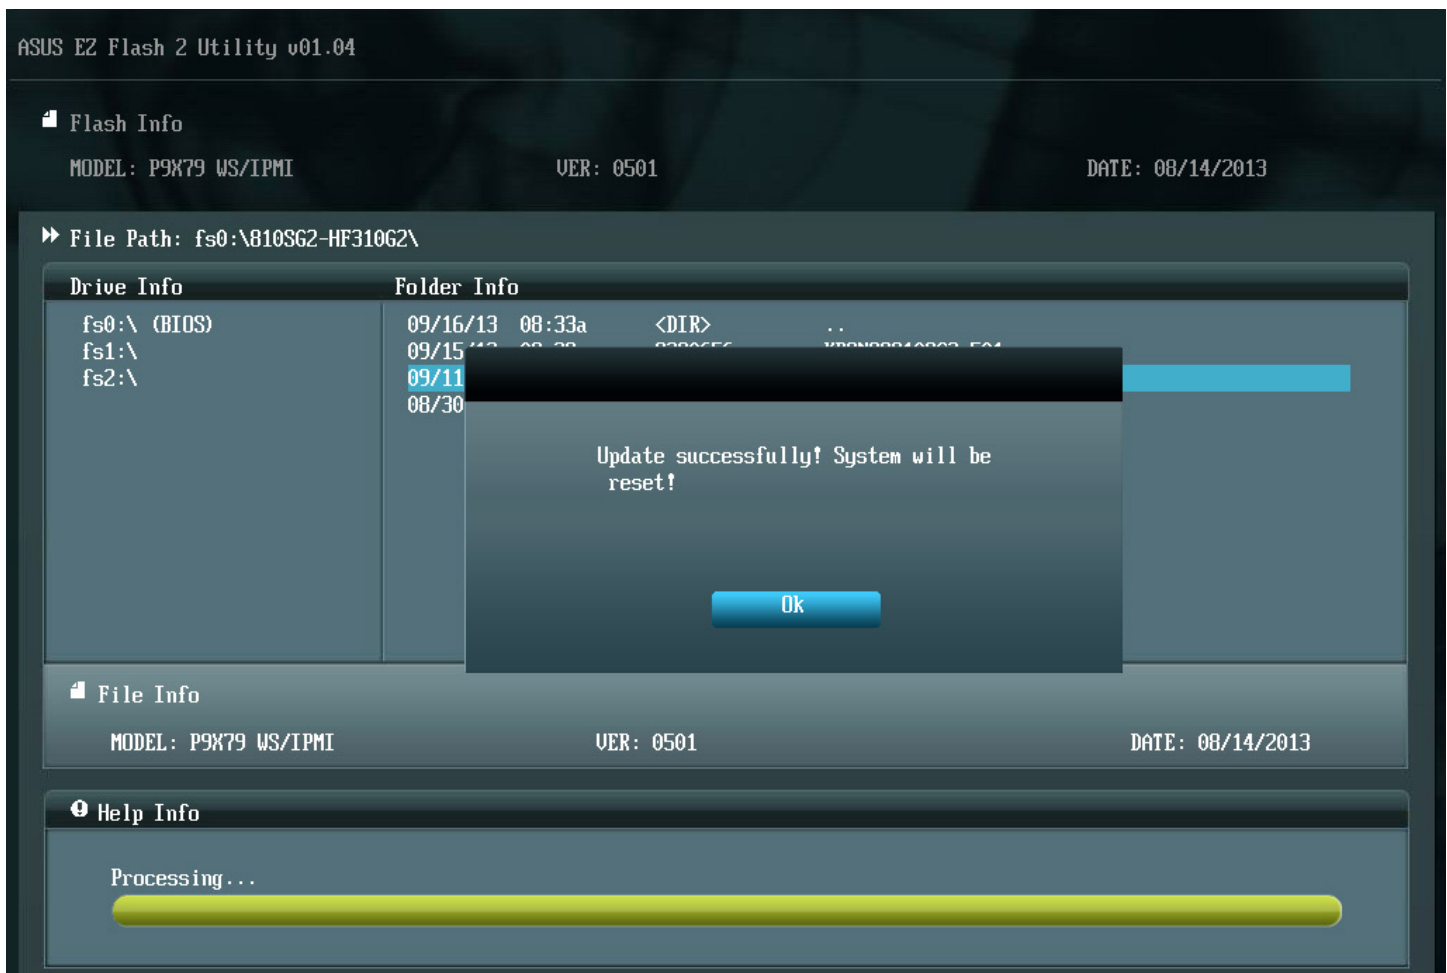 ASUS EZ Flash 2 Utility v01.04
Flash Info
MODEL: P9X79 WS/IPMI VER: 0501 DATE: 08/14/2013
File Path: fs0:\810SG2-HF310G2\
Drive Info Folder Info
fs0:\ (BIOS) 09/16/13 08:33a <DIR> ..
fs1:\ 09/15
fs2:\ 09/11
08/30
Update successfully! System will be
reset!
Ok
File Info
MODEL: P9X79 WS/IPMI VER: 0501 DATE: 08/14/2013
Help Info
Processing...